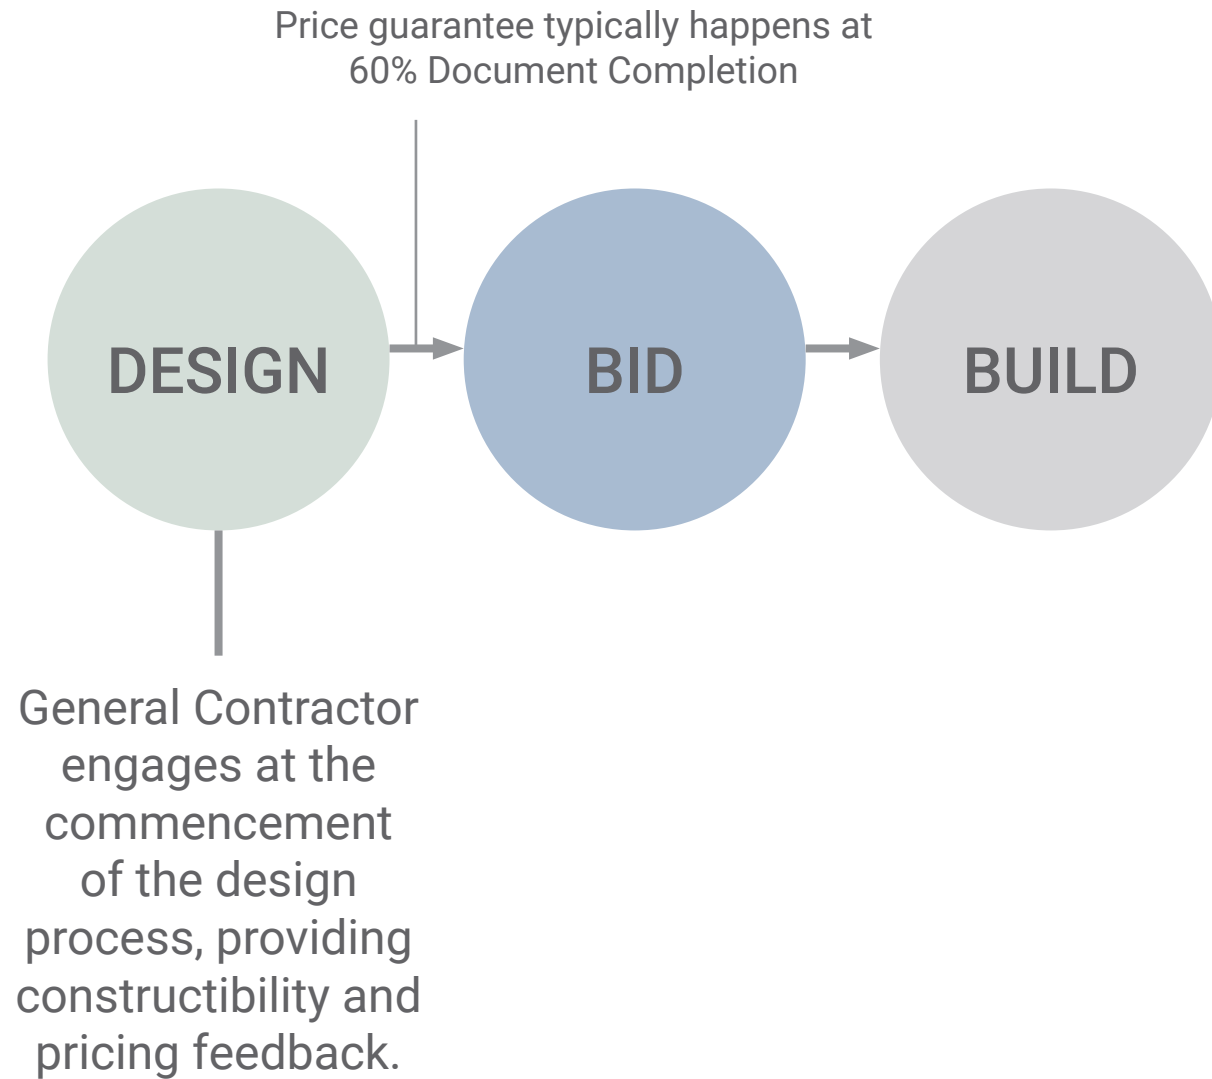 Price guarantee typically happens at
60% Document Completion
DESIGN
BID
BUILD
General Contractor
engages at the
commencement
of the design
process, providing
constructibility and
pricing feedback.